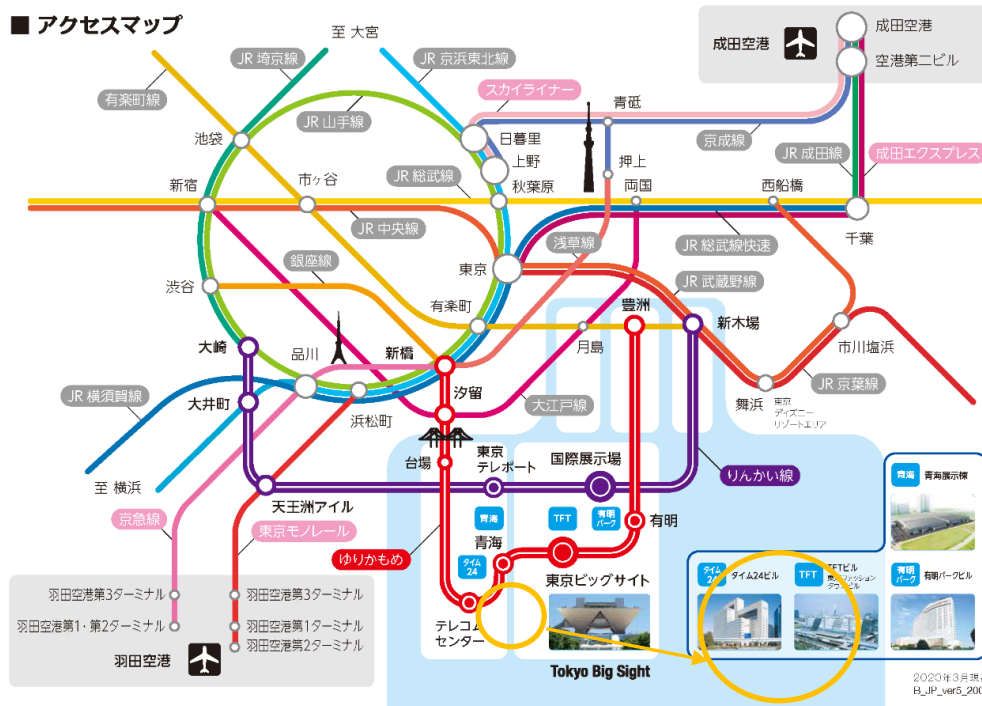 ■ アクセスマップ
至 大宮
JR 埼京線
JR 京浜東北線
有楽町線
スカイライナー
成田空港
成田空港
空港第二ビル
JR 山手線
池袋
日暮里
上野
青砥
京成線
押上
JR 成田線
成田エクスプレス
新宿
市ヶ谷
JR 総武線
秋葉原
両国
西船橋
JR 中央線
浅草線
JR 総武線快速
千葉
銀座線
東京
JR 武蔵野線
渋谷
有楽町
豊洲
新木場
月島
市川塩浜
大崎
品川
新橋
JR 横須賀線
大井町
浜松町
汐留
大江戸線
舞浜
東京
ディズニー
リゾートエリア
JR 京葉線
台場
東京
テレポート
国際展示場
りんかい線
至 横浜
天王洲アイル
京急線
東京モノレール
ゆりかもめ
青海
青海
TFT
有明
パーク
有明
タイム
24
東京ビッグサイト
テレコム
センター
Tokyo Big Sight
羽田空港第3ターミナル
羽田空港第1・第2ターミナル
羽田空港第3ターミナル
羽田空港第1ターミナル
羽田空港第2ターミナル
羽田空港
青海
青海展示棟
タイム
24
タイム24ビル
TFT
TFTビル
有明
パーク
有明パークビル
2020年3月現
B_JP_ver5_200